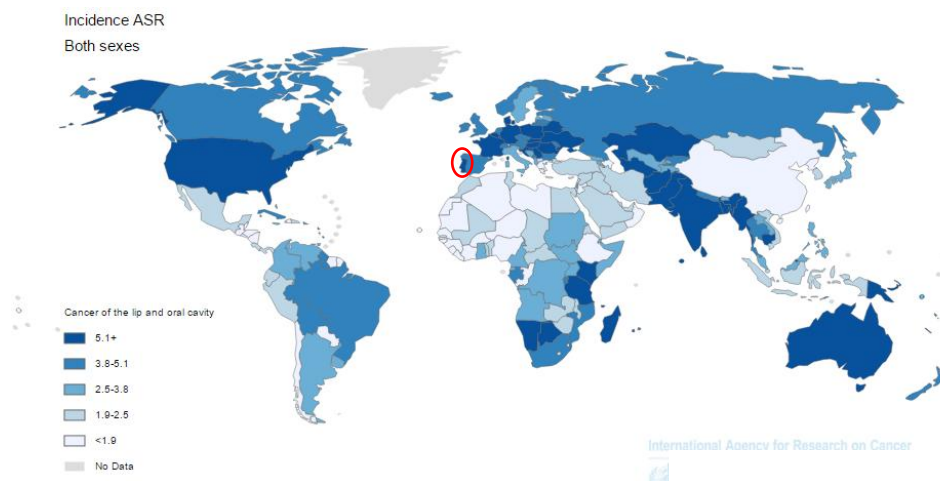 Incidence ASR
Both sexes
Cancer of the lip and oral cavity
5.1+
3.8-5.1
2.5-3.8
1.9-2.5
<1.9
No Data
International Agency for Research on Cancer